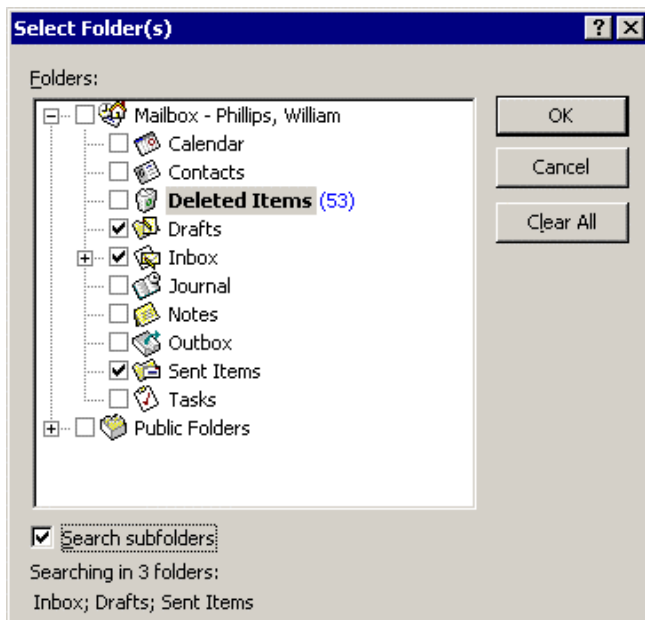 Select Folder(s)
Folders:
Mailbox - Phillips, William
OK
Calendar
Contacts
Cancel
Deleted Items (53)
Drafts
Clear All
Inbox
Journal
Notes
Outbox
Sent Items
Tasks
Public Folders
Search subfolders
Searching in 3 folders:
Inbox; Drafts; Sent Items